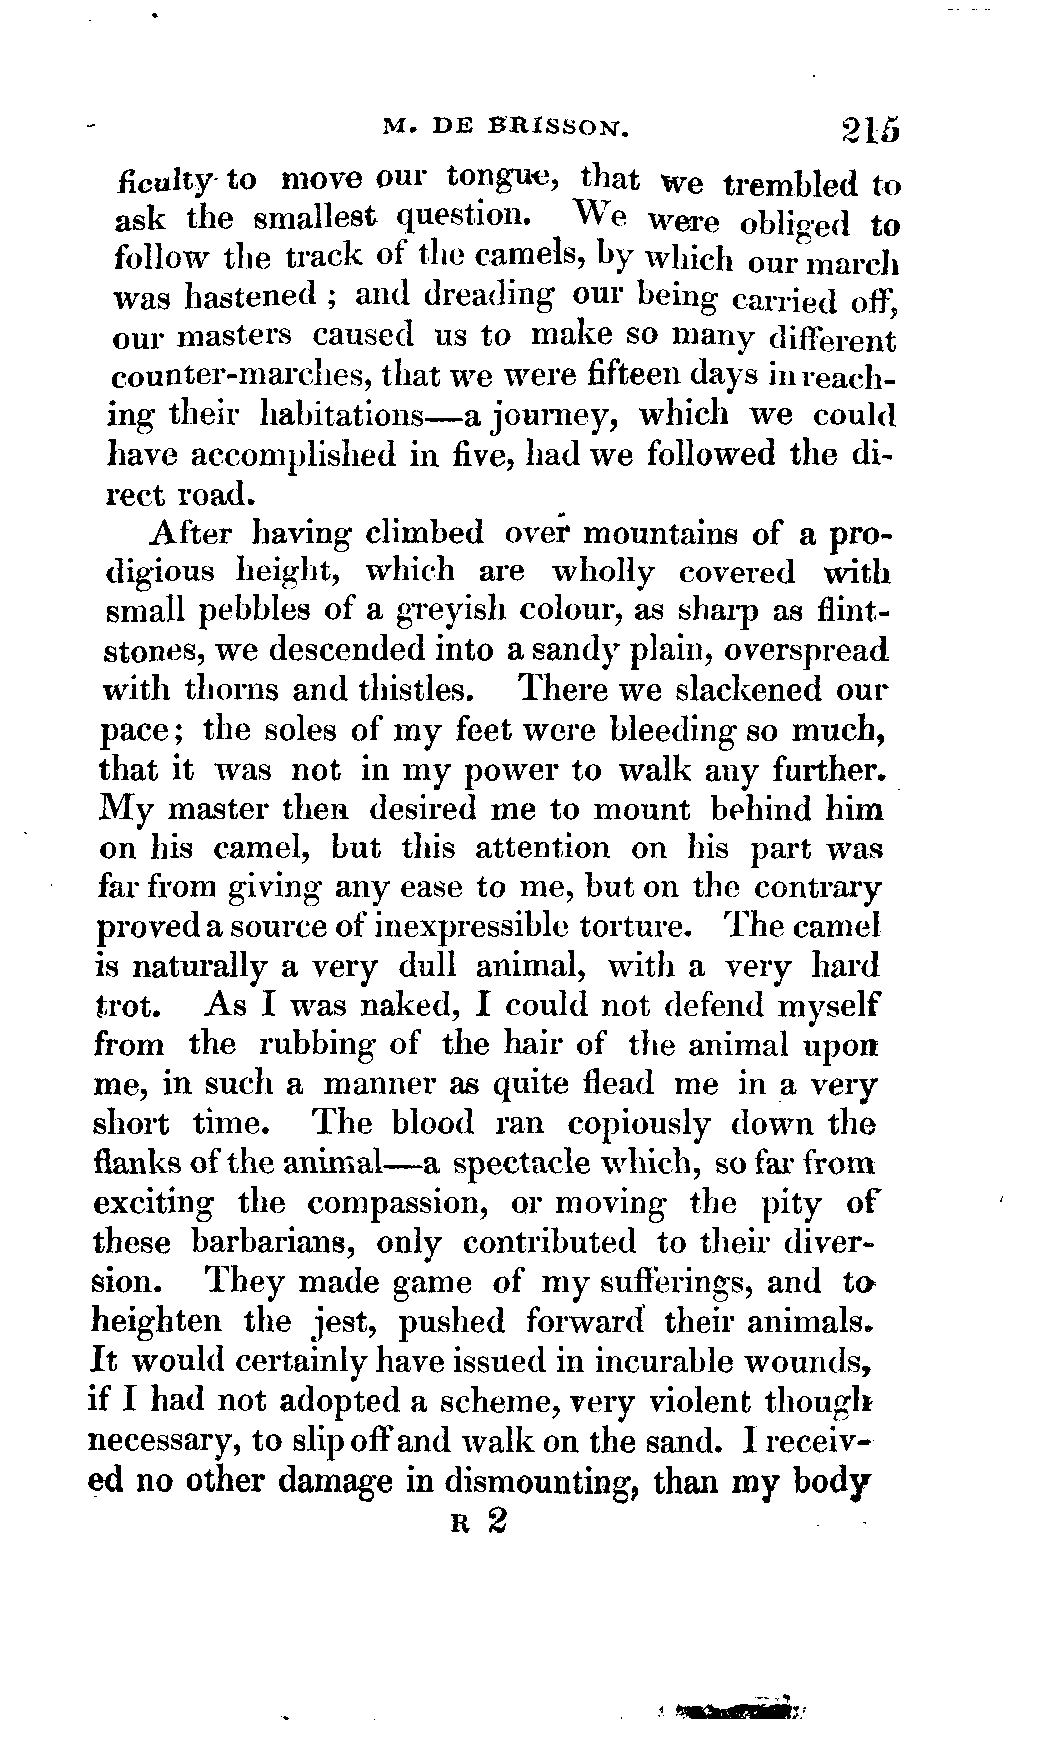 M. DE BRISSON. 215
ficulty to move our tongue, that we trembled to
ask the smallest question. We were obliged to
follow the track of the camels, by which our march
was hastened ; and dreading our being carried off,
our masters caused us to make so many different
counter-marches, that we were fifteen days in reach-
ing their habitations—a journey, which we could
have accomplished in five, had we followed the di-
rect road.
After having climbed over mountains of a pro-
digious height, which are wholly covered with
small pebbles of a greyish colour, as sharp as flint-
stones, we descended into a sandy plain, overspread
with thorns and thistles. There we slackened our
pace; the soles of my feet were bleeding so much,
that it was not in my power to walk any further.
My master then desired me to mount behind him
on his camel, but this attention on his part was
far from giving any ease to me, but on the contrary
proved a source of inexpressible torture. The camel
is naturally a very dull animal, with a very hard
trot. As I was naked, I could not defend myself
from the rubbing of the hair of the animal upon
me, in such a manner as quite flead me in a very
short time. The blood ran copiously down the
flanks of the animal—a spectacle which, so far from
exciting the compassion, or moving the pity of
these barbarians, only contributed to their diver-
sion. They made game of my sufferings, and to
heighten the jest, pushed forward their animals.
It would certainly have issued in incurable wounds,
if I had not adopted a scheme, very violent though
necessary, to slip off and walk on the sand. I receiv-
ed no other damage in dismounting, than my body
R 2